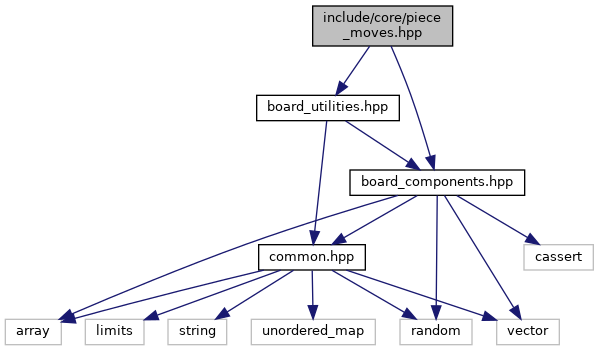 include/core/piece
_moves.hpp
board_utilities.hpp
board_components.hpp
common.hpp
cassert
array
limits
string
unordered_map
random
vector